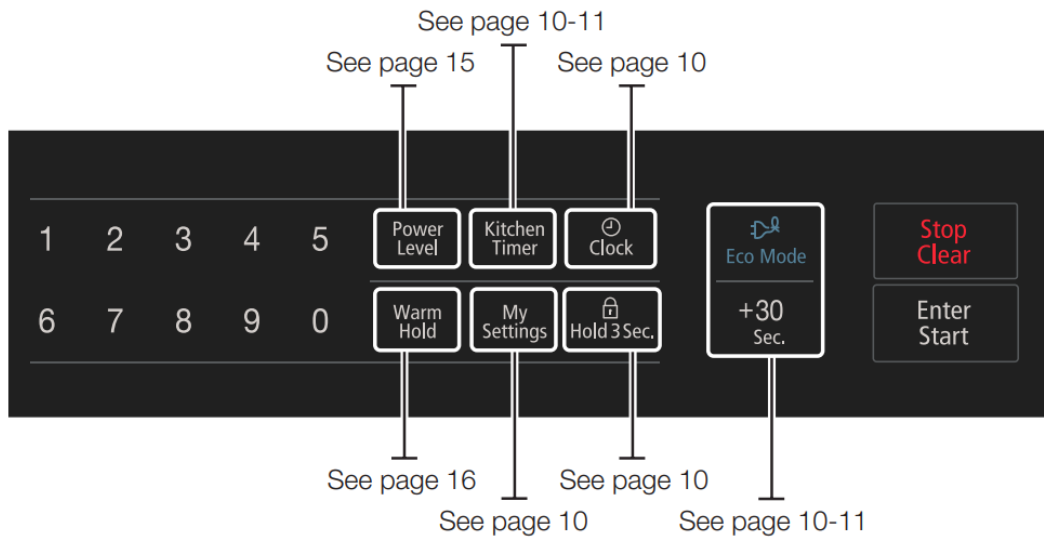 See page 10-11
See page 15
See page 10
1 2 3 4 5
Power
Level
Kitchen
Timer
Clock
Eco Mode
Stop
Clear
6 7 8 9 0
Warm
Hold
My
Settings
Hold 3 Sec.
+30
Sec.
Enter
Start
See page 16
See page 10
See page 10
See page 10-11